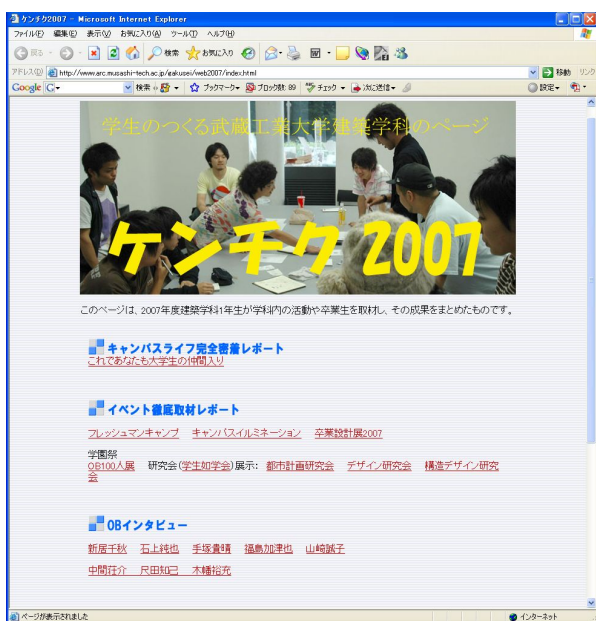 ケンチク2007 - Microsoft Internet Explorer
ファイル(F) 編集(E) 表示(V) お気に入り(A) ツール(T) ヘルプ(H)
戻る 検索 お気に入り
アドレス(D) http://www.arc.musashi-tech.ac.jp/gakusei/web2007/index.html 移動 リンク
Google G 検索 ブックマーク ブロック数: 89 チェック 次に送信 設定
学生のつくる武蔵工業大学建築学科のページ
ケンチク 2007
このページは、2007年度建築学科1年生が学科内の活動や卒業生を取材し、その成果をまとめたものです。
キャンパスライフ完全密着レポート
これであなたも大学生の仲間入り
イベント徹底取材レポート
フレッシュマンキャンプ キャンパスイルミネーション 卒業設計展2007
学園祭
OB100人展 研究会(学生如学会)展示: 都市計画研究会 デザイン研究会 構造デザイン研究
会
OBインタビュー
新居千秋 石上純也 手塚貴晴 福島加津也 山崎誠子
中間荘介 尺田知己 木幡裕充
ページが表示されました インターネット